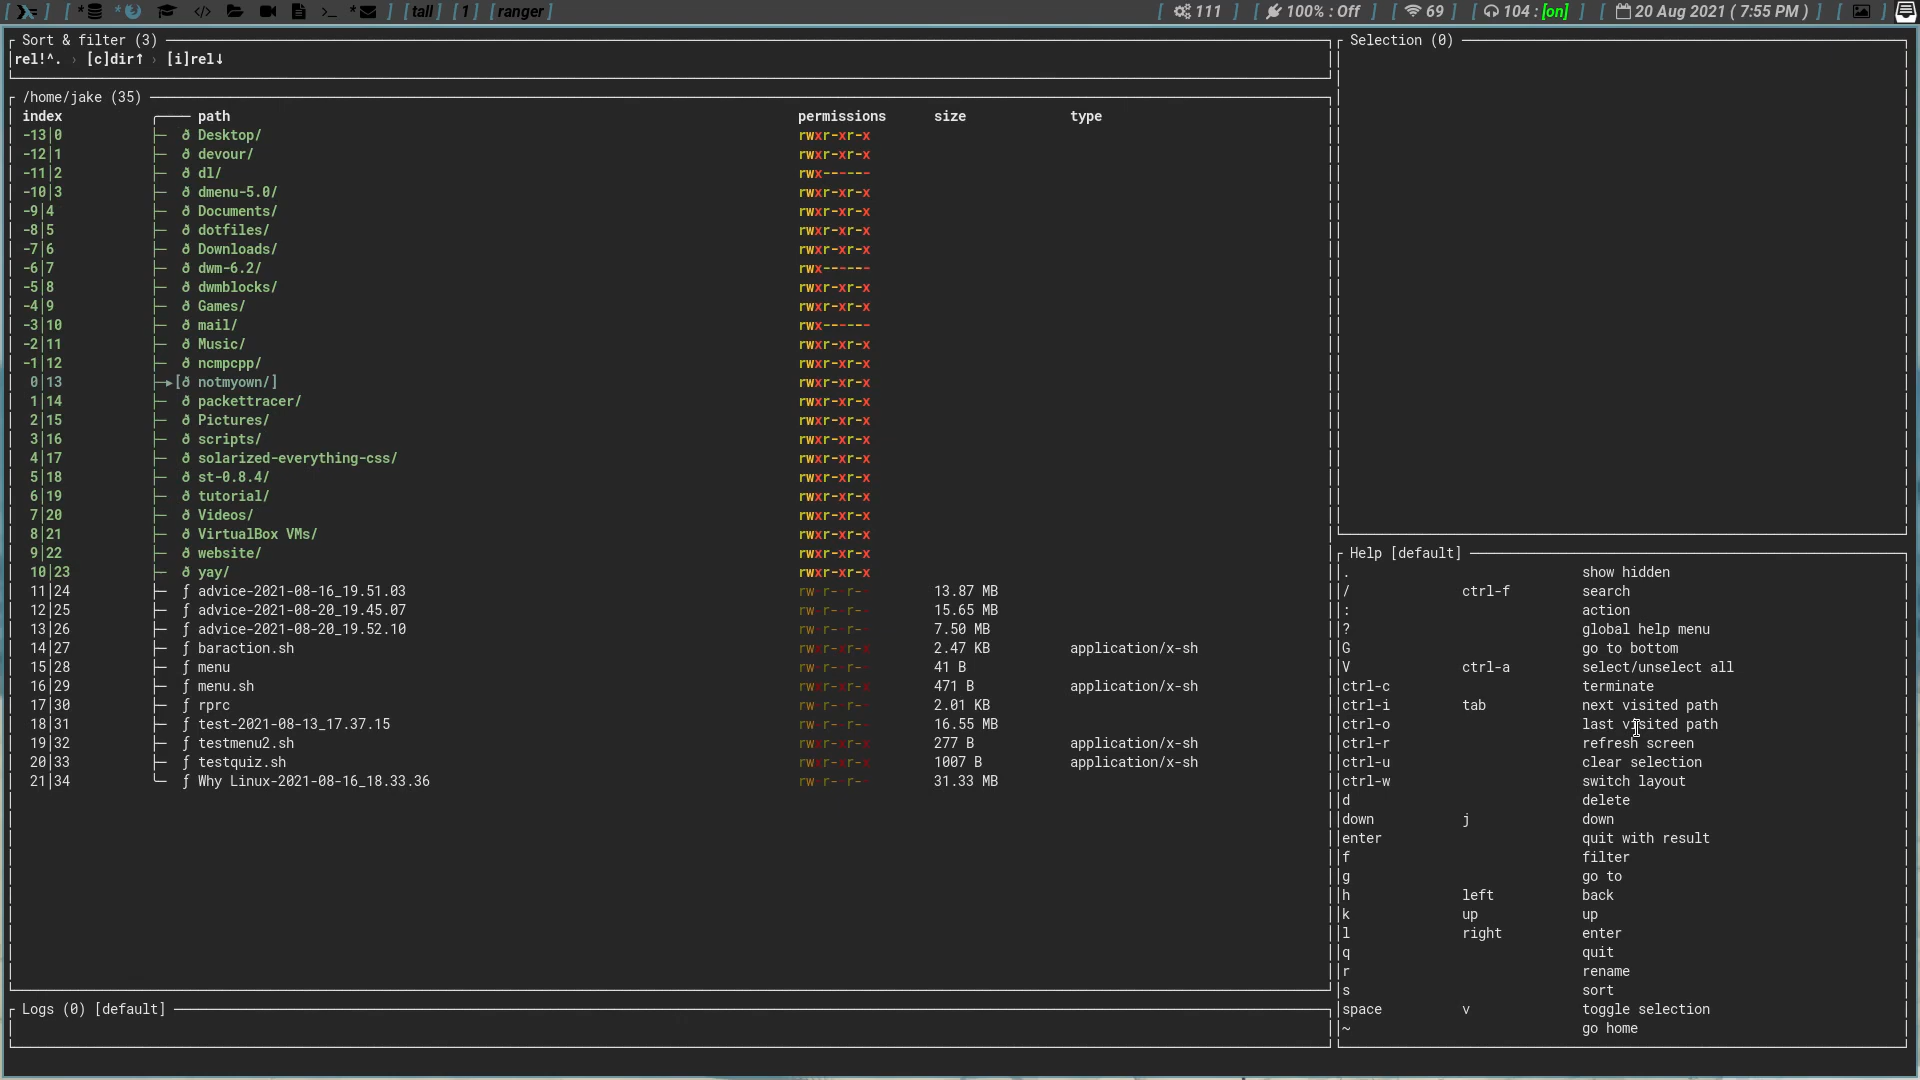 [ ] [ * * </> >_ * ] [ tall ] [ 1 ] [ ranger ] [ 111 ] [ 100% : Off ] [ 69 ] [ 104 : [on] ] [ 20 Aug 2021 ( 7:55 PM ) ] [ ]
Sort & filter (3)
rel!^. › [c]dir↑ › [i]rel↓
/home/jake (35)
index ╭──── path permissions size type
-13|0 ├─ ð Desktop/ rwxr-xr-x
-12|1 ├─ ð devour/ rwxr-xr-x
-11|2 ├─ ð dl/ rwx------
-10|3 ├─ ð dmenu-5.0/ rwxr-xr-x
-9|4 ├─ ð Documents/ rwxr-xr-x
-8|5 ├─ ð dotfiles/ rwxr-xr-x
-7|6 ├─ ð Downloads/ rwxr-xr-x
-6|7 ├─ ð dwm-6.2/ rwx------
-5|8 ├─ ð dwmblocks/ rwxr-xr-x
-4|9 ├─ ð Games/ rwxr-xr-x
-3|10 ├─ ð mail/ rwx------
-2|11 ├─ ð Music/ rwxr-xr-x
-1|12 ├─ ð ncmpcpp/ rwxr-xr-x
0|13 ├─▸[ð notmyown/] rwxr-xr-x
1|14 ├─ ð packettracer/ rwxr-xr-x
2|15 ├─ ð Pictures/ rwxr-xr-x
3|16 ├─ ð scripts/ rwxr-xr-x
4|17 ├─ ð solarized-everything-css/ rwxr-xr-x
5|18 ├─ ð st-0.8.4/ rwxr-xr-x
6|19 ├─ ð tutorial/ rwxr-xr-x
7|20 ├─ ð Videos/ rwxr-xr-x
8|21 ├─ ð VirtualBox VMs/ rwxr-xr-x
9|22 ├─ ð website/ rwxr-xr-x
10|23 ├─ ð yay/ rwxr-xr-x
11|24 ├─ ƒ advice-2021-08-16_19.51.03 rw-r--r-- 13.87 MB
12|25 ├─ ƒ advice-2021-08-20_19.45.07 rw-r--r-- 15.65 MB
13|26 ├─ ƒ advice-2021-08-20_19.52.10 rw-r--r-- 7.50 MB
14|27 ├─ ƒ baraction.sh rwxr-xr-x 2.47 KB application/x-sh
15|28 ├─ ƒ menu rw-r--r-- 41 B
16|29 ├─ ƒ menu.sh rwxr-xr-x 471 B application/x-sh
17|30 ├─ ƒ rprc rw-r--r-- 2.01 KB
18|31 ├─ ƒ test-2021-08-13_17.37.15 rw-r--r-- 16.55 MB
19|32 ├─ ƒ testmenu2.sh rwxr-xr-x 277 B application/x-sh
20|33 ├─ ƒ testquiz.sh rwxr-xr-x 1007 B application/x-sh
21|34 ╰─ ƒ Why Linux-2021-08-16_18.33.36 rw-r--r-- 31.33 MB
Logs (0) [default]
Selection (0)
Help [default]
. show hidden
/ ctrl-f search
: action
? global help menu
G go to bottom
V ctrl-a select/unselect all
ctrl-c terminate
ctrl-i tab next visited path
ctrl-o last visited path
ctrl-r refresh screen
ctrl-u clear selection
ctrl-w switch layout
d delete
down j down
enter quit with result
f filter
g go to
h left back
k up up
l right enter
q quit
r rename
s sort
space v toggle selection
~ go home